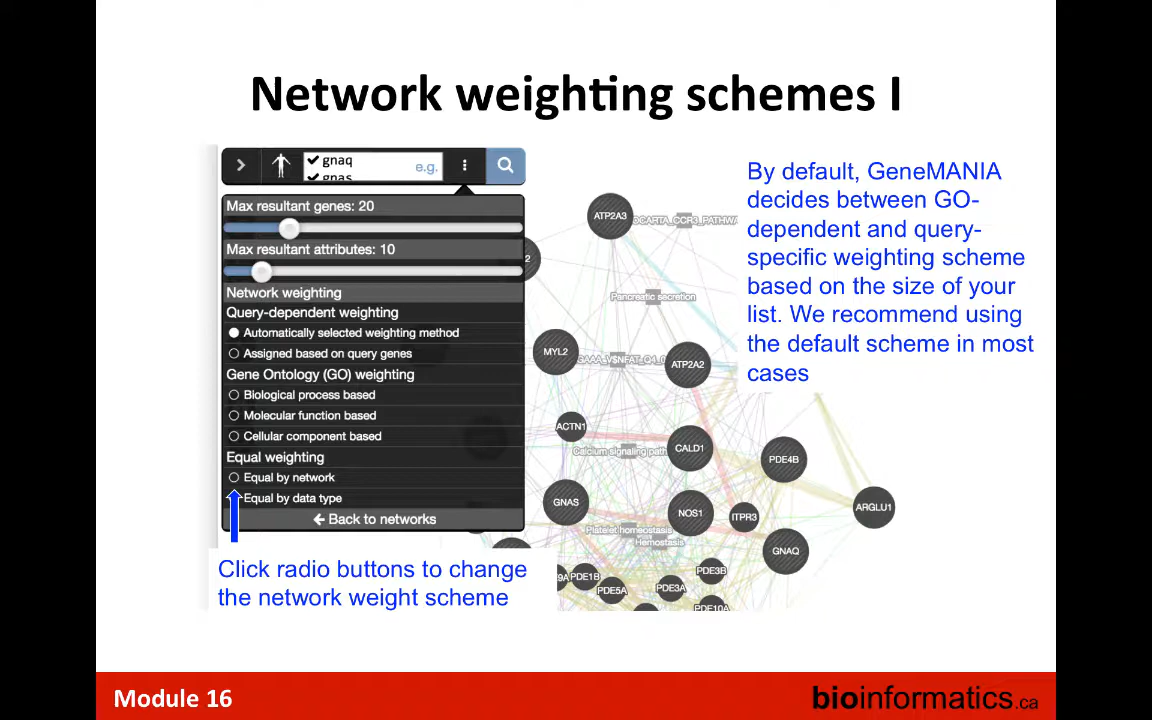 Network weighting schemes I
gnaq
gnas
e.g.
Max resultant genes: 20
Max resultant attributes: 10
Network weighting
Query-dependent weighting
Automatically selected weighting method
Assigned based on query genes
Gene Ontology (GO) weighting
Biological process based
Molecular function based
Cellular component based
Equal weighting
Equal by network
Equal by data type
Back to networks
Click radio buttons to change
the network weight scheme
By default, GeneMANIA
decides between GO-
dependent and query-
specific weighting scheme
based on the size of your
list. We recommend using
the default scheme in most
cases
ATP2A3
Pancreatic secretion
MYL2
ATP2A2
ACTN1
CALD1
PDE4B
GNAS
NOS1
ITPR3
ARGLU1
Platelet homeostasis
Hemostasis
GNAQ
PDE1B
PDE3B
PDE5A
PDE3A
PDE10A
Module 16
bioinformatics.ca